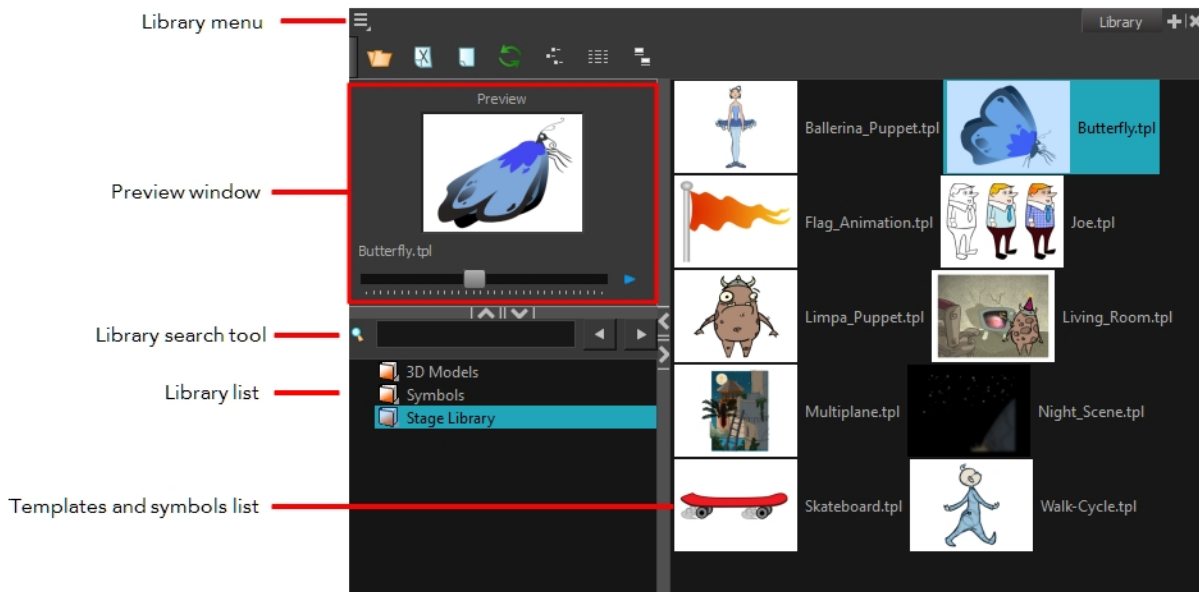 Library menu
Library
Preview window
Preview
Butterfly.tpl
Library search tool
Library list
3D Models
Symbols
Stage Library
Templates and symbols list
Ballerina_Puppet.tpl
Butterfly.tpl
Flag_Animation.tpl
Joe.tpl
Limpa_Puppet.tpl
Living_Room.tpl
Multiplane.tpl
Night_Scene.tpl
Skateboard.tpl
Walk-Cycle.tpl